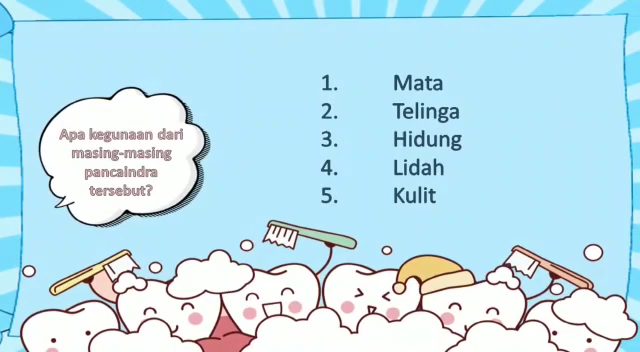 Apa kegunaan dari
masing-masing
pancaindra
tersebut?
1. Mata
2. Telinga
3. Hidung
4. Lidah
5. Kulit